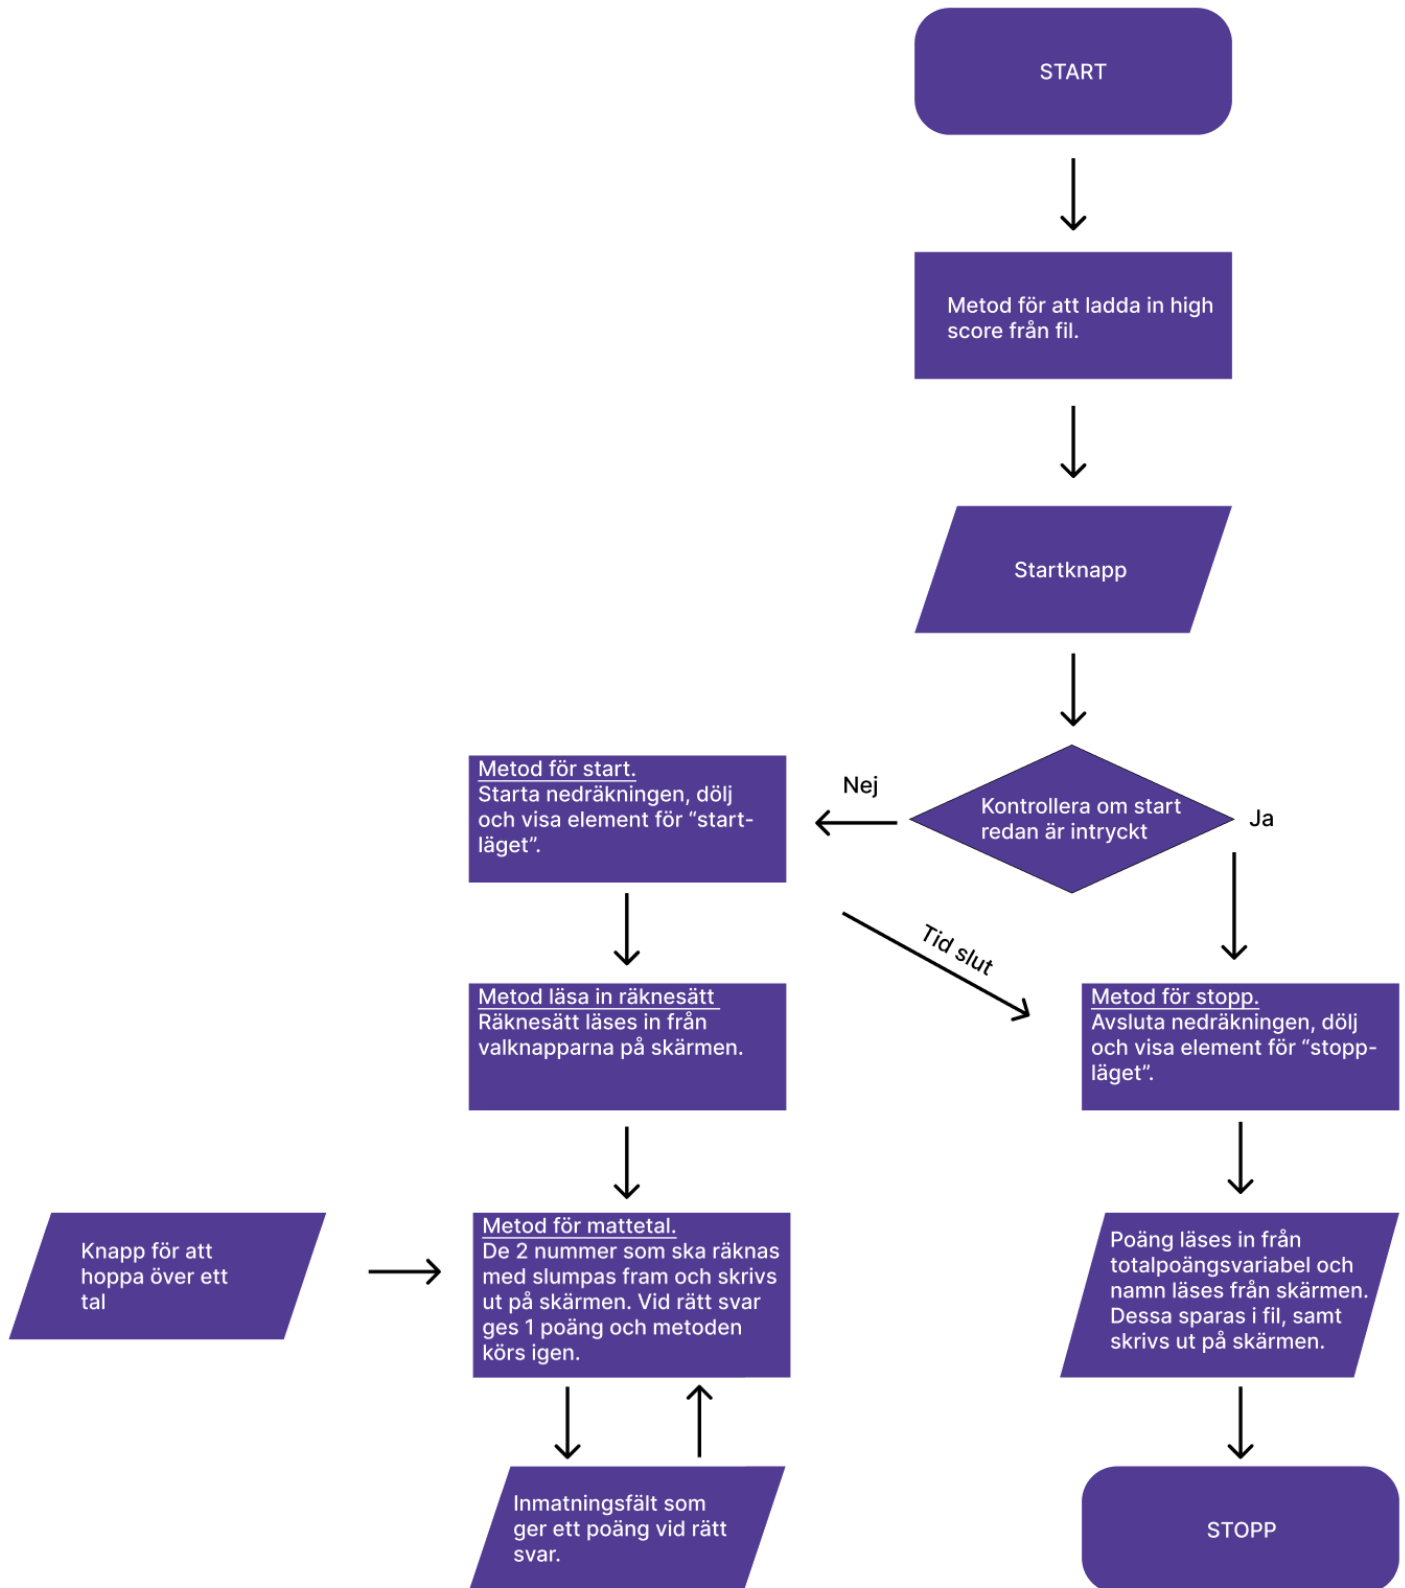 START
Metod för att ladda in high
score från fil.
Startknapp
Kontrollera om start
redan är intryckt
Nej
Ja
Metod för start.
Starta nedräkningen, dölj
och visa element för “start-
läget”.
Tid slut
Metod läsa in räknesätt
Räknesätt läses in från
valknapparna på skärmen.
Metod för stopp.
Avsluta nedräkningen, dölj
och visa element för “stopp-
läget”.
Knapp för att
hoppa över ett
tal
Metod för mattetal.
De 2 nummer som ska räknas
med slumpas fram och skrivs
ut på skärmen. Vid rätt svar
ges 1 poäng och metoden
körs igen.
Poäng läses in från
totalpoängsvariabel och
namn läses från skärmen.
Dessa sparas i fil, samt
skrivs ut på skärmen.
Inmatningsfält som
ger ett poäng vid rätt
svar.
STOPP